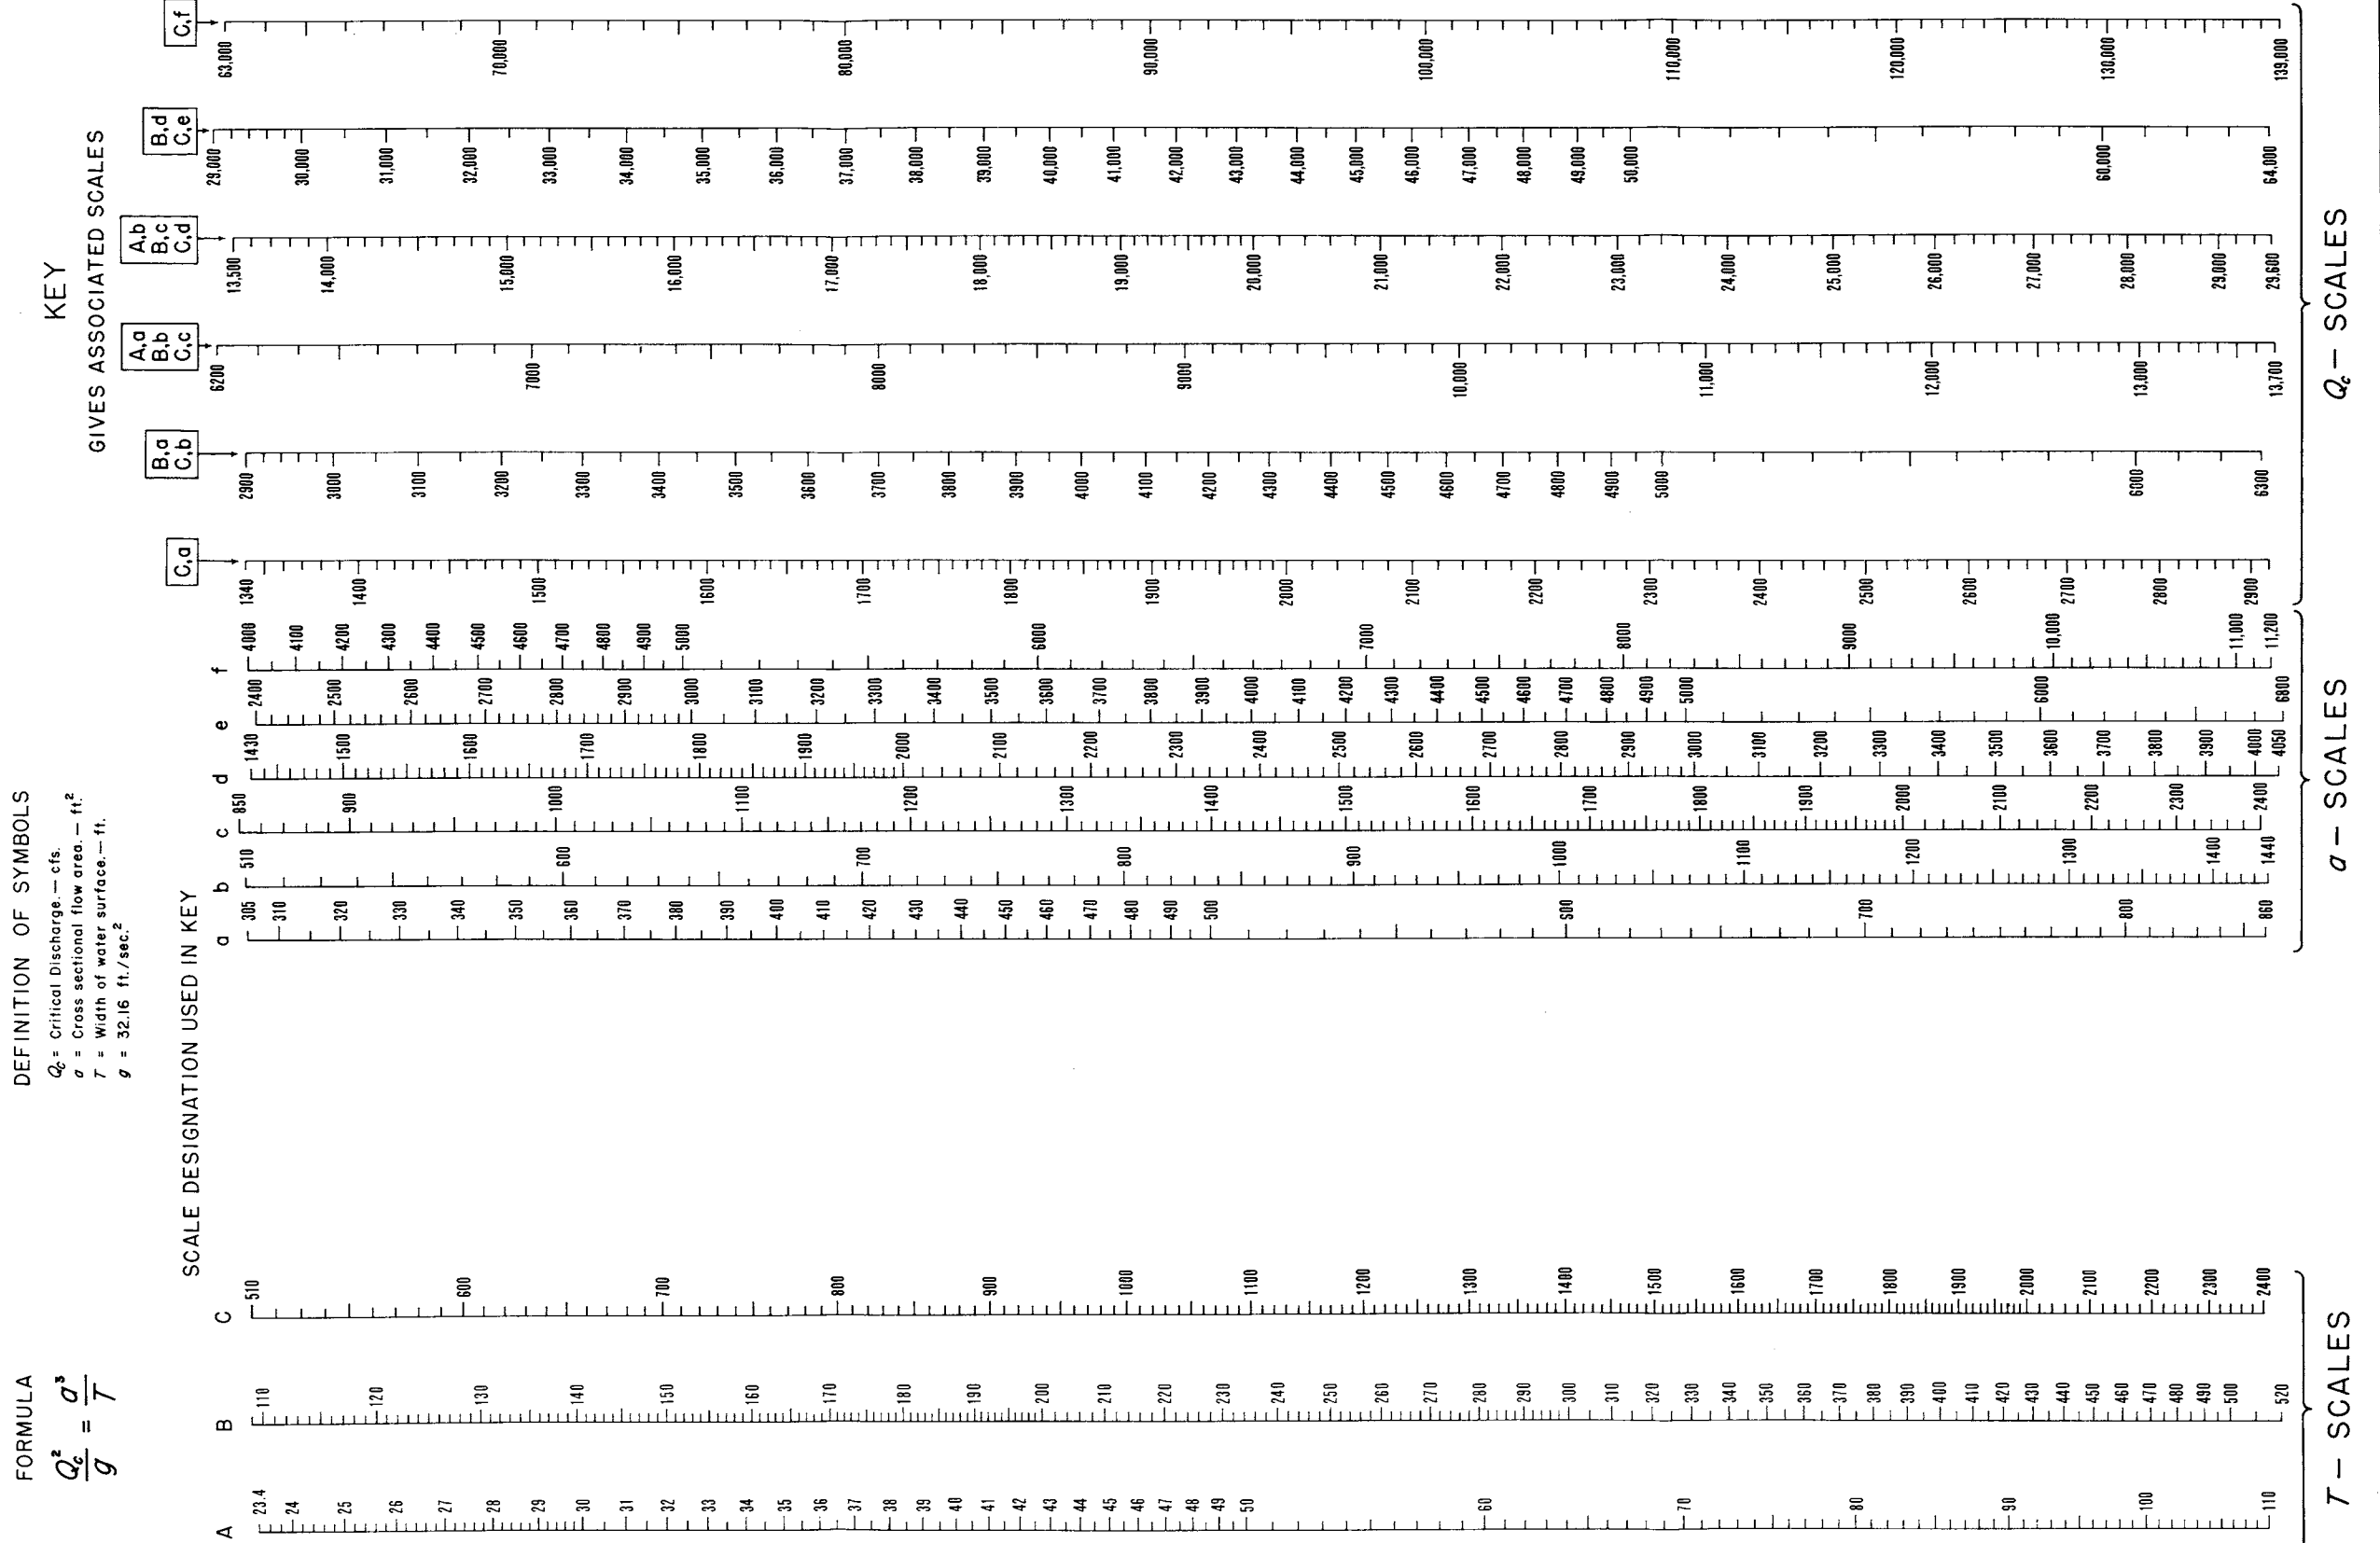 FORMULA
Qc² / g = a³ / T
DEFINITION OF SYMBOLS
Qc = Critical Discharge. — cfs.
a = Cross sectional flow area. — ft.²
T = Width of water surface. — ft.
g = 32.16 ft./sec.²
KEY
GIVES ASSOCIATED SCALES
SCALE DESIGNATION USED IN KEY
A
23.4 24 25 26 27 28 29 30 31 32 33 34 35 36 37 38 39 40 41 42 43 44 45 46 47 48 49 50 60 70 80 90 100 110
B
110 120 130 140 150 160 170 180 190 200 210 220 230 240 250 260 270 280 290 300 310 320 330 340 350 360 370 380 390 400 410 420 430 440 450 460 470 480 490 500 520
C
510 600 700 800 900 1000 1100 1200 1300 1400 1500 1600 1700 1800 1900 2000 2100 2200 2300 2400
T — SCALES
a
305 310 320 330 340 350 360 370 380 390 400 410 420 430 440 450 460 470 480 490 500 600 700 800 860
b
510 600 700 800 900 1000 1100 1200 1300 1400 1440
c
850 900 1000 1100 1200 1300 1400 1500 1600 1700 1800 1900 2000 2100 2200 2300 2400
d
1430 1500 1600 1700 1800 1900 2000 2100 2200 2300 2400 2500 2600 2700 2800 2900 3000 3100 3200 3300 3400 3500 3600 3700 3800 3900 4000 4050
e
2400 2500 2600 2700 2800 2900 3000 3100 3200 3300 3400 3500 3600 3700 3800 3900 4000 4100 4200 4300 4400 4500 4600 4700 4800 4900 5000 6000 6800
f
4000 4100 4200 4300 4400 4500 4600 4700 4800 4900 5000 6000 7000 8000 9000 10,000 11,000 11,200
a — SCALES
C,a
1340 1400 1500 1600 1700 1800 1900 2000 2100 2200 2300 2400 2500 2600 2700 2800 2900
B,a
C,b
2900 3000 3100 3200 3300 3400 3500 3600 3700 3800 3900 4000 4100 4200 4300 4400 4500 4600 4700 4800 4900 5000 6000 6300
A,a
B,b
C,c
6200 7000 8000 9000 10,000 11,000 12,000 13,000 13,700
A,b
B,c
C,d
13,500 14,000 15,000 16,000 17,000 18,000 19,000 20,000 21,000 22,000 23,000 24,000 25,000 26,000 27,000 28,000 29,000 29,600
B,d
C,e
29,000 30,000 31,000 32,000 33,000 34,000 35,000 36,000 37,000 38,000 39,000 40,000 41,000 42,000 43,000 44,000 45,000 46,000 47,000 48,000 49,000 50,000 60,000 64,000
C,f
63,000 70,000 80,000 90,000 100,000 110,000 120,000 130,000 139,000
Qc — SCALES